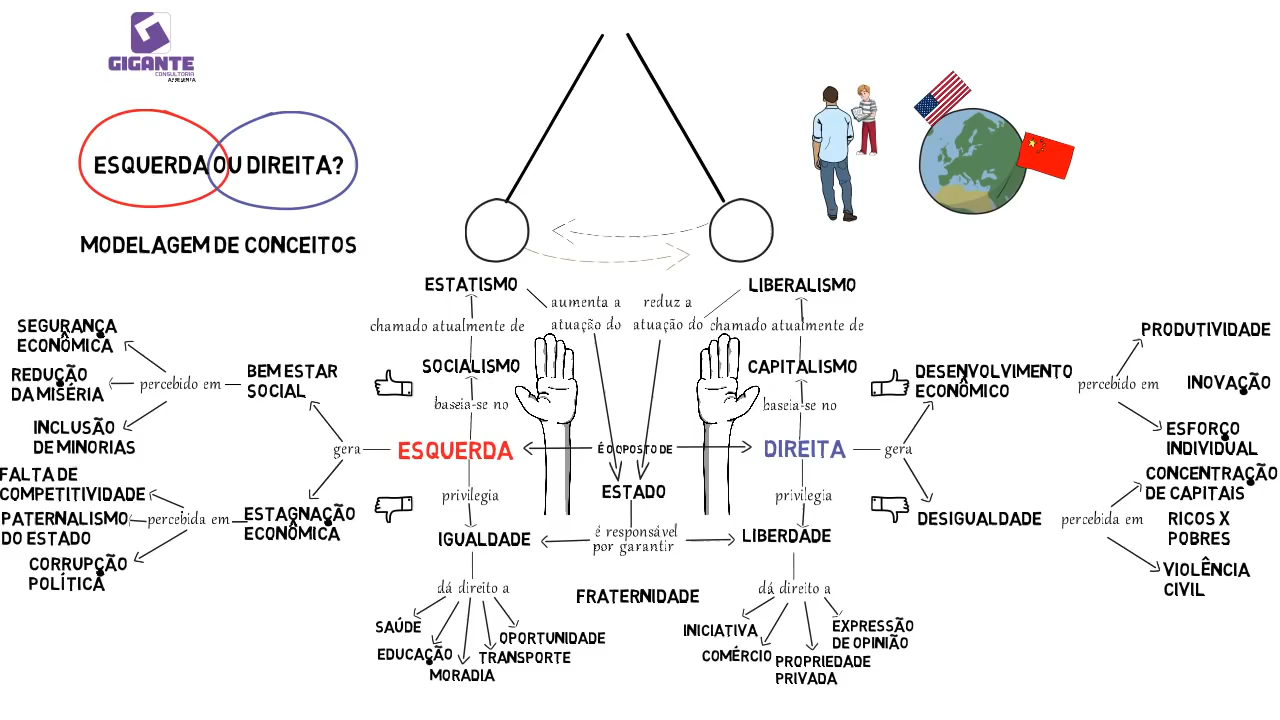 GIGANTE
CONSULTORIA
APRESENTA
ESQUERDA OU DIREITA?
MODELAGEM DE CONCEITOS
ESTATISMO
LIBERALISMO
aumenta a
atuação do
reduz a
atuação do
chamado atualmente de
chamado atualmente de
SOCIALISMO
CAPITALISMO
baseia-se no
baseia-se no
ESQUERDA
É O OPOSTO DE
DIREITA
ESTADO
privilegia
privilegia
é responsável
por garantir
IGUALDADE
LIBERDADE
FRATERNIDADE
dá direito a
SAÚDE
EDUCAÇÃO
MORADIA
TRANSPORTE
OPORTUNIDADE
dá direito a
INICIATIVA
COMÉRCIO
PROPRIEDADE
PRIVADA
EXPRESSÃO
DE OPINIÃO
gera
BEM ESTAR
SOCIAL
percebido em
SEGURANÇA
ECONÔMICA
REDUÇÃO
DA MISÉRIA
INCLUSÃO
DE MINORIAS
ESTAGNAÇÃO
ECONÔMICA
percebida em
FALTA DE
COMPETITIVIDADE
PATERNALISMO
DO ESTADO
CORRUPÇÃO
POLÍTICA
gera
DESENVOLVIMENTO
ECONÔMICO
percebido em
PRODUTIVIDADE
INOVAÇÃO
ESFORÇO
INDIVIDUAL
DESIGUALDADE
percebida em
CONCENTRAÇÃO
DE CAPITAIS
RICOS X
POBRES
VIOLÊNCIA
CIVIL